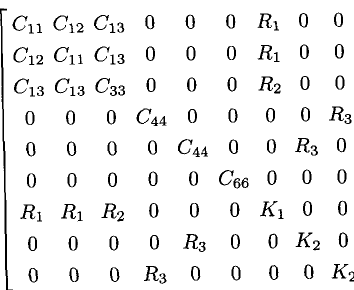 C11 C12 C13 0 0 0 R1 0 0
C12 C11 C13 0 0 0 R1 0 0
C13 C13 C33 0 0 0 R2 0 0
0 0 0 C44 0 0 0 0 R3
0 0 0 0 C44 0 0 R3 0
0 0 0 0 0 C66 0 0 0
R1 R1 R2 0 0 0 K1 0 0
0 0 0 0 R3 0 0 K2 0
0 0 0 R3 0 0 0 0 K2